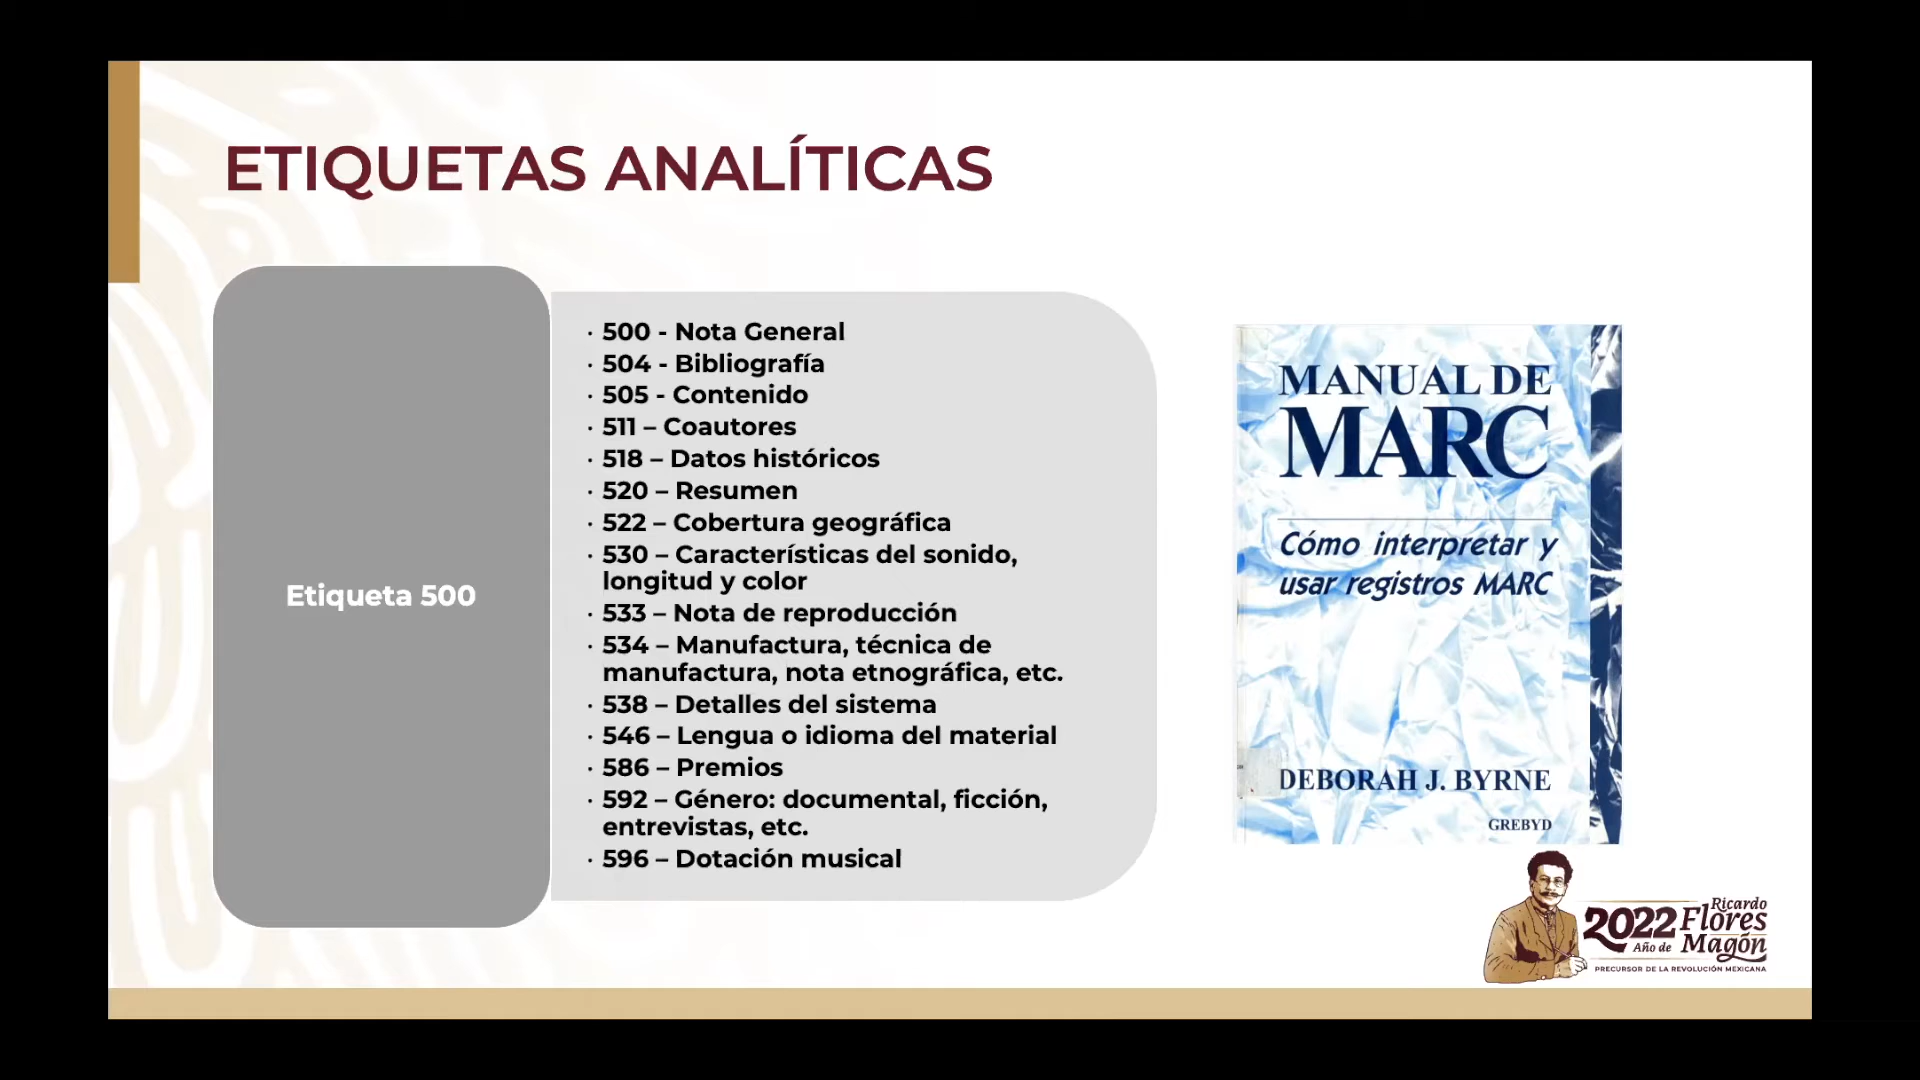 ETIQUETAS ANALÍTICAS
Etiqueta 500
· 500 - Nota General
· 504 - Bibliografía
· 505 - Contenido
· 511 – Coautores
· 518 – Datos históricos
· 520 – Resumen
· 522 – Cobertura geográfica
· 530 – Características del sonido,
longitud y color
· 533 – Nota de reproducción
· 534 – Manufactura, técnica de
manufactura, nota etnográfica, etc.
· 538 – Detalles del sistema
· 546 – Lengua o idioma del material
· 586 – Premios
· 592 – Género: documental, ficción,
entrevistas, etc.
· 596 – Dotación musical
MANUAL DE
MARC
Cómo interpretar y
usar registros MARC
DEBORAH J. BYRNE
GREBYD
2022 Ricardo
Flores
Año de Magón
PRECURSOR DE LA REVOLUCIÓN MEXICANA